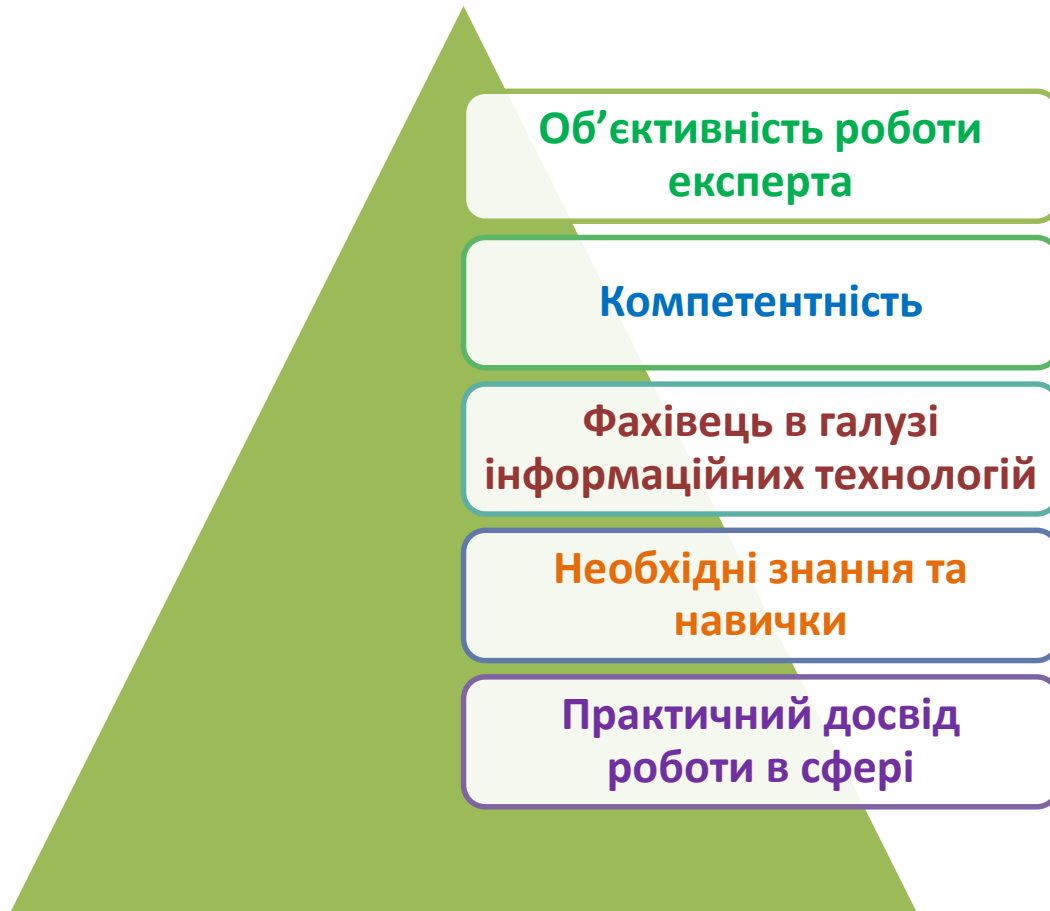 Об’єктивність роботи
експерта
Компетентність
Фахівець в галузі
інформаційних технологій
Необхідні знання та
навички
Практичний досвід
роботи в сфері